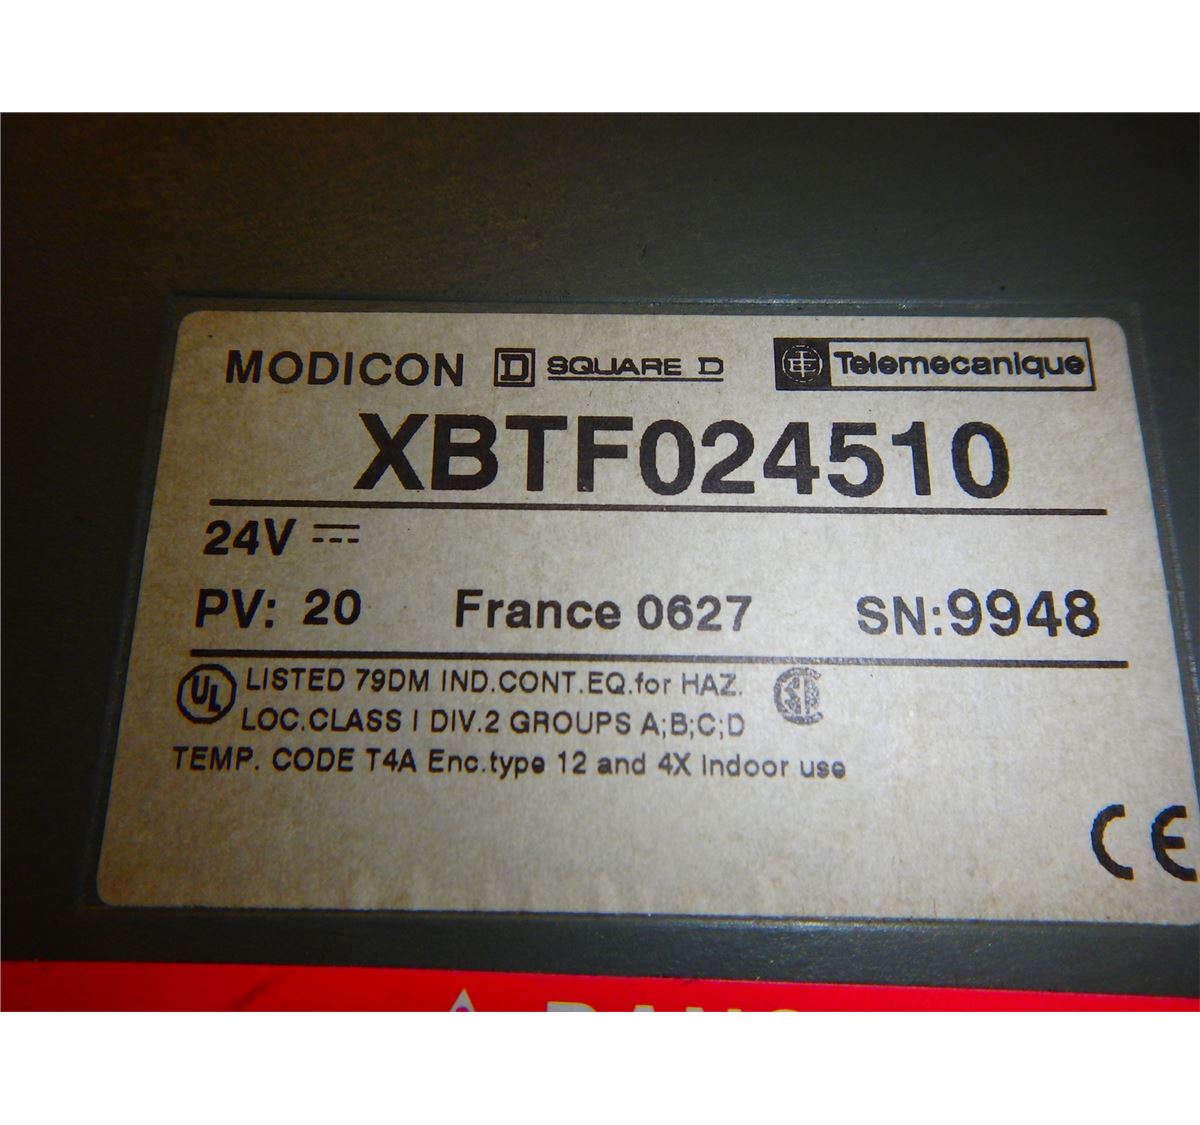 MODICON D SQUARE D Telemecanique
XBTF024510
24V
PV: 20 France 0627 SN:9948
UL LISTED 79DM IND.CONT.EQ.for HAZ.
LOC.CLASS I DIV.2 GROUPS A;B;C;D
TEMP. CODE T4A Enc.type 12 and 4X Indoor use
CE